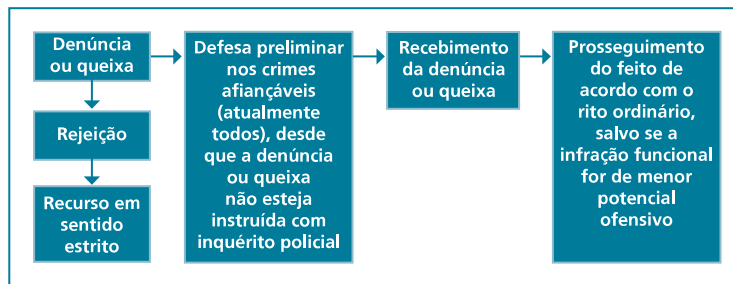 Denúncia
ou queixa
Rejeição
Recurso em
sentido
estrito
Defesa preliminar
nos crimes
afiançáveis
(atualmente
todos), desde
que a denúncia
ou queixa
não esteja
instruída com
inquérito policial
Recebimento
da denúncia
ou queixa
Prosseguimento
do feito de
acordo com o
rito ordinário,
salvo se a
infração funcional
for de menor
potencial
ofensivo